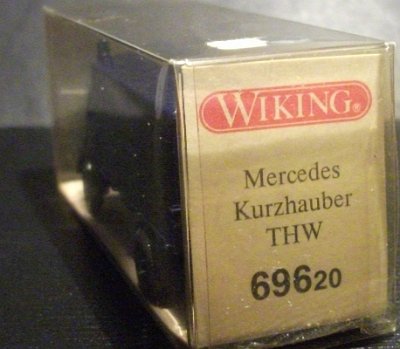 WIKING®
Mercedes
Kurzhauber
THW
69620